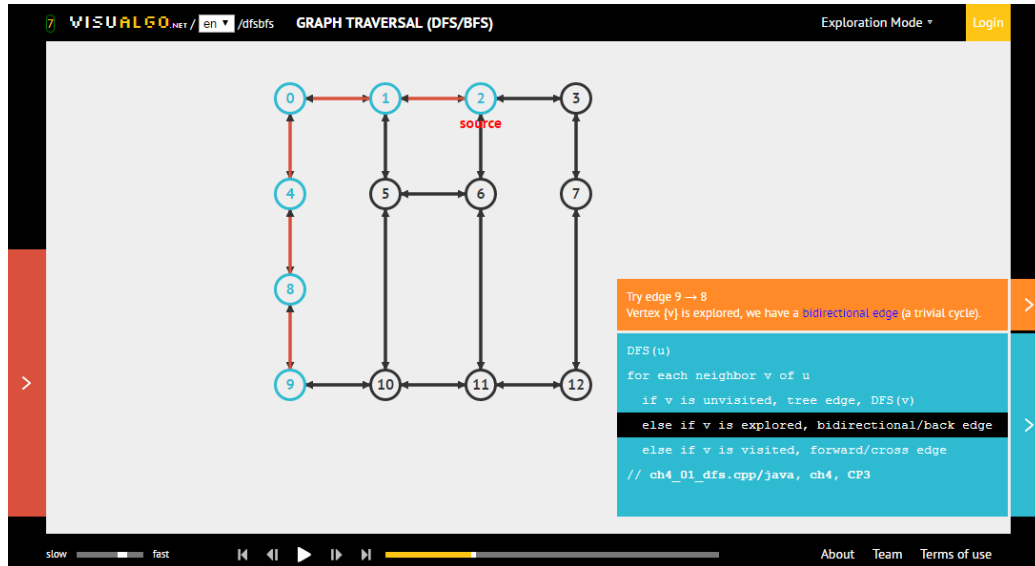 7 VISUALGO.NET / en ▼ /dfsbfs GRAPH TRAVERSAL (DFS/BFS) Exploration Mode ▿ Login
0 1 2 3
source
4 5 6 7
8
Try edge 9 → 8
Vertex {v} is explored, we have a bidirectional edge (a trivial cycle).
DFS(u)
for each neighbor v of u
if v is unvisited, tree edge, DFS(v)
else if v is explored, bidirectional/back edge
else if v is visited, forward/cross edge
// ch4_01_dfs.cpp/java, ch4, CP3
9 10 11 12
slow fast About Team Terms of use